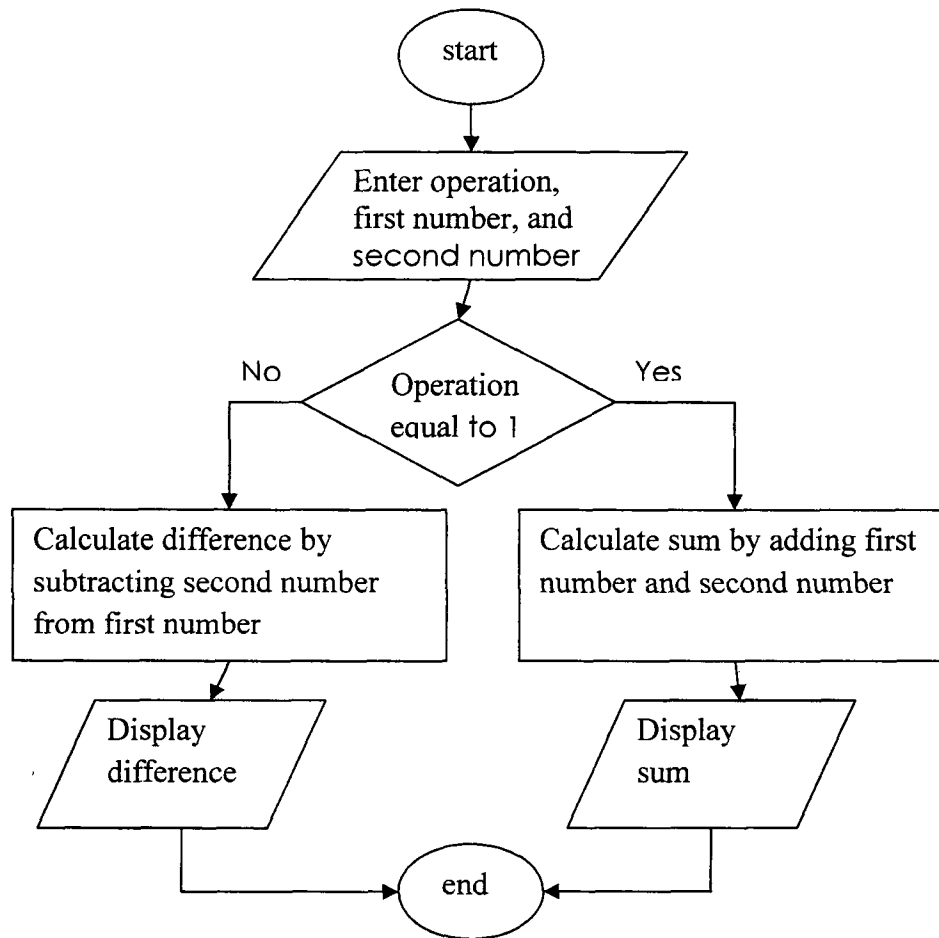 start
Enter operation,
first number, and
second number
No
Yes
Operation
equal to 1
Calculate difference by
subtracting second number
from first number
Calculate sum by adding first
number and second number
Display
difference
Display
sum
end